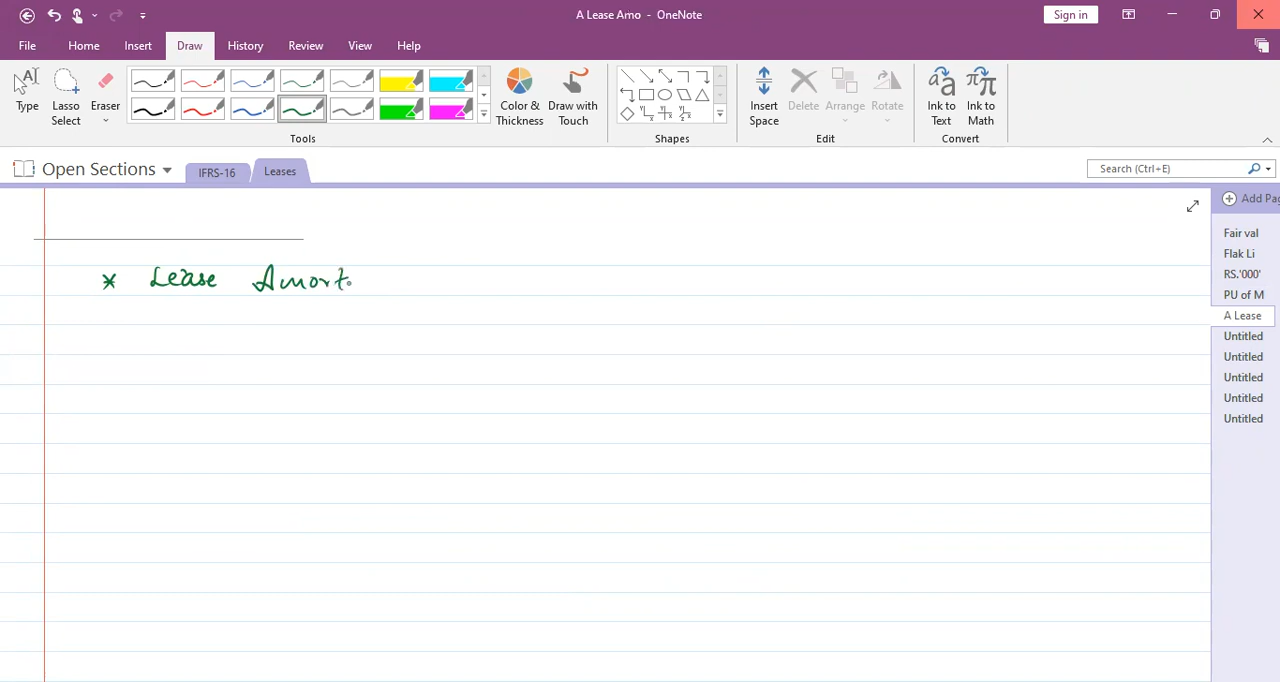 A Lease Amo - OneNote
Sign in
File Home Insert Draw History Review View Help
Type
Lasso Select
Eraser
Color & Thickness
Draw with Touch
Insert Space
Delete
Arrange
Rotate
Ink to Text
Ink to Math
Tools
Shapes
Edit
Convert
Open Sections
IFRS-16
Leases
Search (Ctrl+E)
Add Pag
Fair val
Flak Li
RS.'000'
PU of M
A Lease
Untitled
Untitled
Untitled
Untitled
Untitled
* Lease Amort